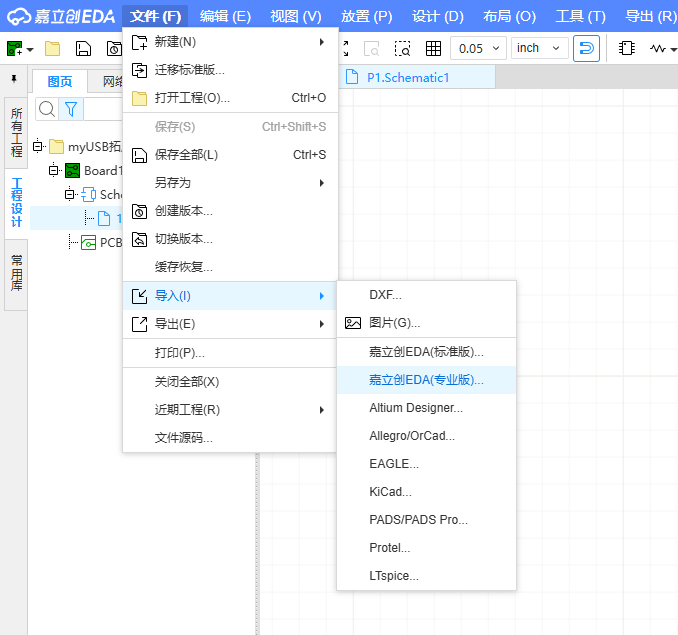 嘉立创EDA
文件 (F) 编辑 (E) 视图 (V) 放置 (P) 设计 (D) 布局 (O) 工具 (T) 导出 (R)
0.05 inch
图页 网络
P1.Schematic1
所有工程
工程设计
常用库
myUSB拓
Board1
Sche
1
PCB
新建(N)
迁移标准版...
打开工程(O)... Ctrl+O
保存(S) Ctrl+Shift+S
保存全部(L) Ctrl+S
另存为
创建版本...
切换版本...
缓存恢复...
导入(I)
导出(E)
打印(P)...
关闭全部(X)
近期工程(R)
文件源码...
DXF...
图片(G)...
嘉立创EDA(标准版)...
嘉立创EDA(专业版)...
Altium Designer...
Allegro/OrCad...
EAGLE...
KiCad...
PADS/PADS Pro...
Protel...
LTspice...